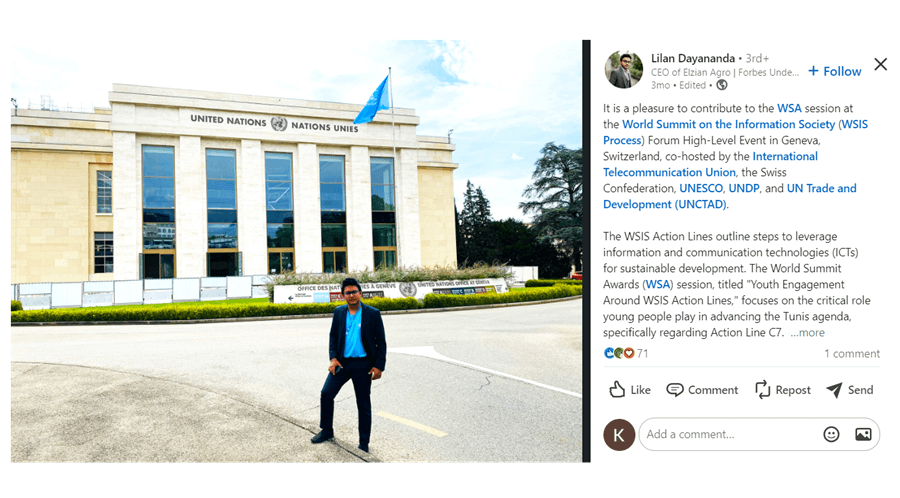 UNITED NATIONS NATIONS UNIES
OFFICE DES NATIONS UNIES À GENÈVE UNITED NATIONS OFFICE AT GENEVA
Lilan Dayananda • 3rd+
CEO of Elzian Agro | Forbes Unde...
3mo • Edited •
+ Follow
It is a pleasure to contribute to the WSA session at
the World Summit on the Information Society (WSIS
Process) Forum High-Level Event in Geneva,
Switzerland, co-hosted by the International
Telecommunication Union, the Swiss
Confederation, UNESCO, UNDP, and UN Trade and
Development (UNCTAD).
The WSIS Action Lines outline steps to leverage
information and communication technologies (ICTs)
for sustainable development. The World Summit
Awards (WSA) session, titled "Youth Engagement
Around WSIS Action Lines," focuses on the critical role
young people play in advancing the Tunis agenda,
specifically regarding Action Line C7. ...more
71
1 comment
Like Comment Repost Send
K
Add a comment...